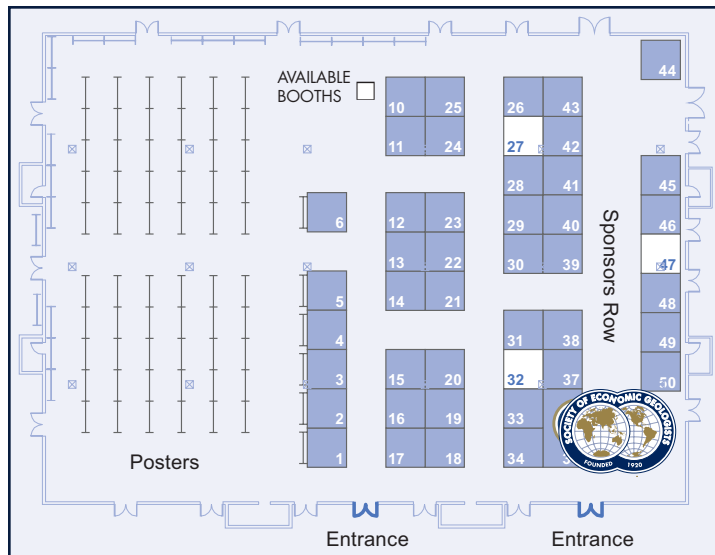 44
AVAILABLE
BOOTHS
10 25 26 43
11 24 27 42
28 41 45
6 12 23 29 40 46
13 22 30 39 47
Sponsors Row
5 14 21 48
4 31 38 49
3 15 20 32 37 50
2 16 19 33
1 17 18 34
SOCIETY OF ECONOMIC GEOLOGISTS
FOUNDED 1920
Posters
Entrance Entrance